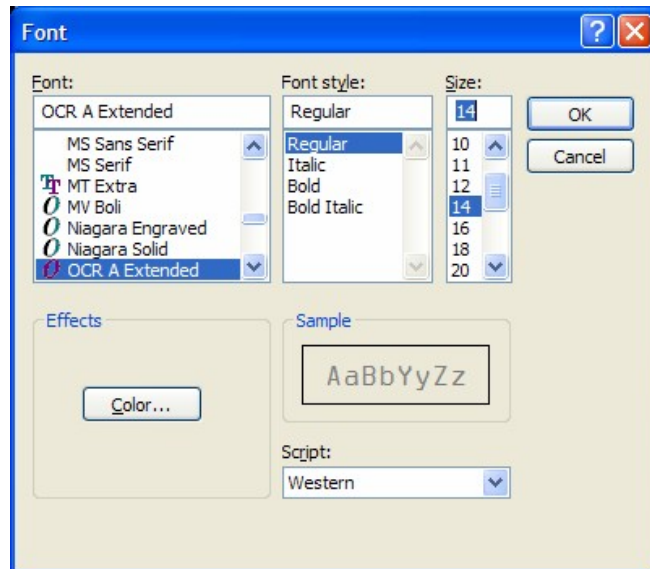 Font
Font:
OCR A Extended
MS Sans Serif
MS Serif
MT Extra
MV Boli
Niagara Engraved
Niagara Solid
OCR A Extended
Font style:
Regular
Regular
Italic
Bold
Bold Italic
Size:
14
10
11
12
14
16
18
20
OK
Cancel
Effects
Color...
Sample
AaBbYyZz
Script:
Western